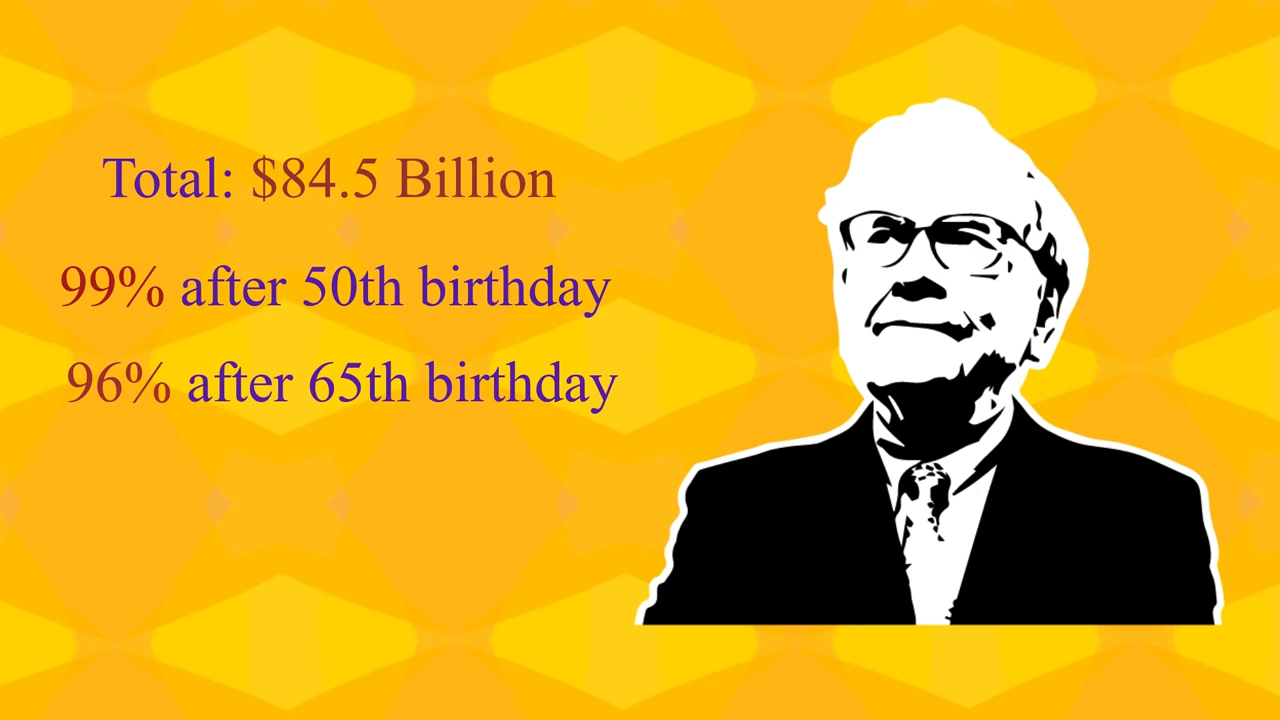 Total: $84.5 Billion
99% after 50th birthday
96% after 65th birthday